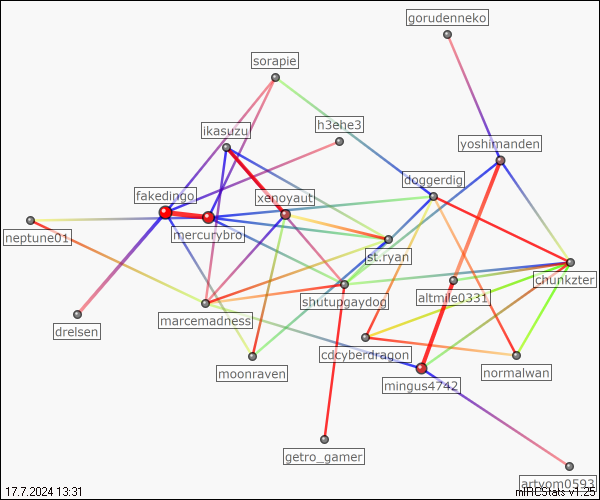 gorudenneko
sorapie
h3ehe3
ikasuzu
yoshimanden
doggerdig
fakedingo
xenoyaut
mercurybro
neptune01
st.ryan
chunkzter
shutupgaydog
altmile0331
marcemadness
drelsen
cdcyberdragon
moonraven
normalwan
mingus4742
getro_gamer
artyom0593
17.7.2024 13:31
mIRCStats v1.25